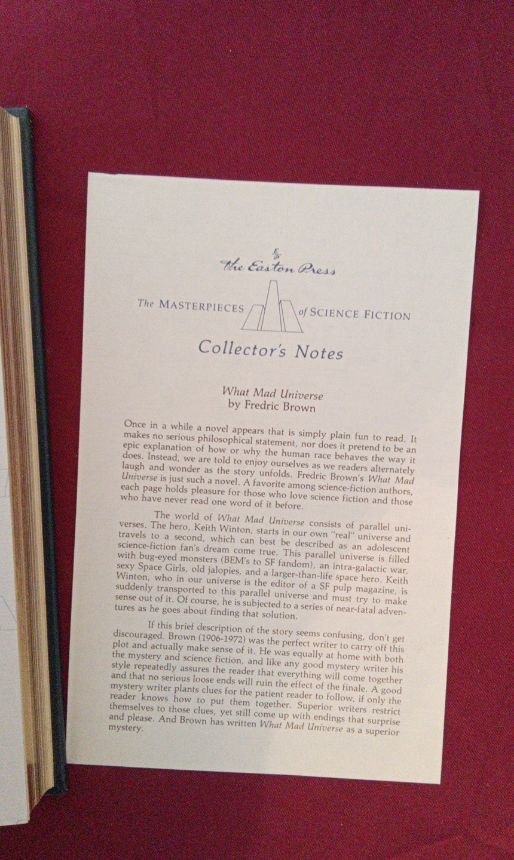 The Easton Press
The MASTERPIECES of SCIENCE FICTION
Collector's Notes
What Mad Universe
by Fredric Brown
Once in a while a novel appears that is simply plain fun to read. It
makes no serious philosophical statement, nor does it pretend to be an
epic explanation of how or why the human race behaves the way it
does. Instead, we are told to enjoy ourselves as we readers alternately
laugh and wonder as the story unfolds. Fredric Brown's What Mad
Universe is just such a novel. A favorite among science-fiction authors,
each page holds pleasure for those who love science fiction and those
who have never read one word of it before.
The world of What Mad Universe consists of parallel uni-
verses. The hero, Keith Winton, starts in our own "real" universe and
travels to a second, which can best be described as an adolescent
science-fiction fan's dream come true. This parallel universe is filled
with bug-eyed monsters (BEM's to SF fandom), an intra-galactic war,
sexy Space Girls, old jalopies, and a larger-than-life space hero. Keith
Winton, who in our universe is the editor of a SF pulp magazine, is
suddenly transported to this parallel universe and must try to make
sense out of it. Of course, he is subjected to a series of near-fatal adven-
tures as he goes about finding that solution.
If this brief description of the story seems confusing, don't get
discouraged. Brown (1906-1972) was the perfect writer to carry off this
plot and actually make sense of it. He was equally at home with both
the mystery and science fiction, and like any good mystery writer his
style repeatedly assures the reader that everything will come together
and that no serious loose ends will ruin the effect of the finale. A good
mystery writer plants clues for the patient reader to follow, if only the
reader knows how to put them together. Superior writers restrict
themselves to those clues, yet still come up with endings that surprise
and please. And Brown has written What Mad Universe as a superior
mystery.